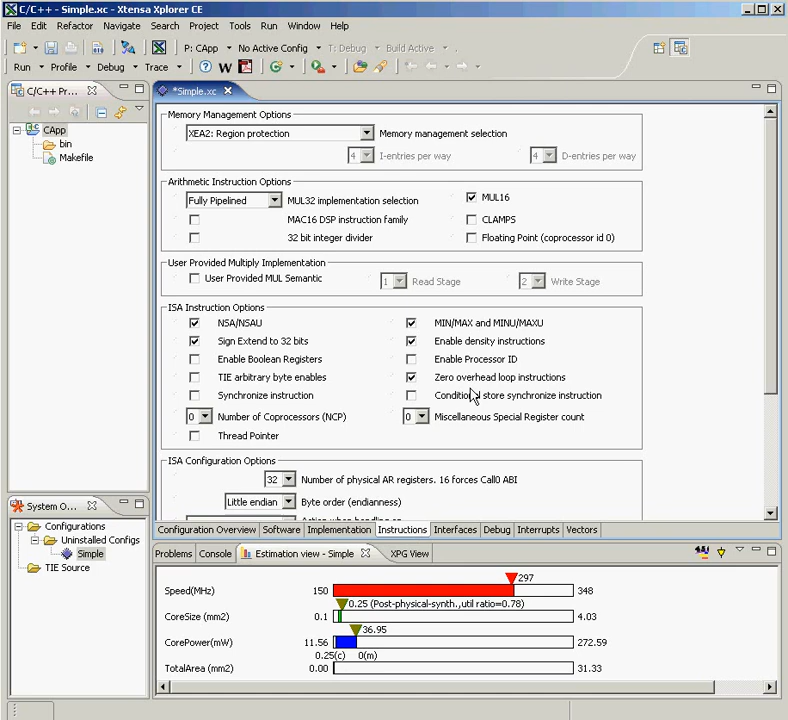 C/C++ - Simple.xc - Xtensa Xplorer CE
File Edit Refactor Navigate Search Project Tools Run Window Help
P: CApp No Active Config T: Debug Build Active
Run Profile Debug Trace
C/C++ Pr...
CApp
bin
Makefile
*Simple.xc
Memory Management Options
XEA2: Region protection Memory management selection
4 I-entries per way 4 D-entries per way
Arithmetic Instruction Options
Fully Pipelined MUL32 implementation selection MUL16
MAC16 DSP instruction family CLAMPS
32 bit integer divider Floating Point (coprocessor id 0)
User Provided Multiply Implementation
User Provided MUL Semantic 1 Read Stage 2 Write Stage
ISA Instruction Options
NSA/NSAU MIN/MAX and MINU/MAXU
Sign Extend to 32 bits Enable density instructions
Enable Boolean Registers Enable Processor ID
TIE arbitrary byte enables Zero overhead loop instructions
Synchronize instruction Conditional store synchronize instruction
0 Number of Coprocessors (NCP) 0 Miscellaneous Special Register count
Thread Pointer
ISA Configuration Options
32 Number of physical AR registers. 16 forces Call0 ABI
Little endian Byte order (endianness)
Configuration Overview Software Implementation Instructions Interfaces Debug Interrupts Vectors
System O...
Configurations
Uninstalled Configs
Simple
TIE Source
Problems Console Estimation view - Simple XPG View
297
Speed(MHz) 150 348
0.25 (Post-physical-synth.,util ratio=0.78)
CoreSize (mm2) 0.1 4.03
36.95
CorePower(mW) 11.56 272.59
0.25(c) 0(m)
TotalArea (mm2) 0.00 31.33